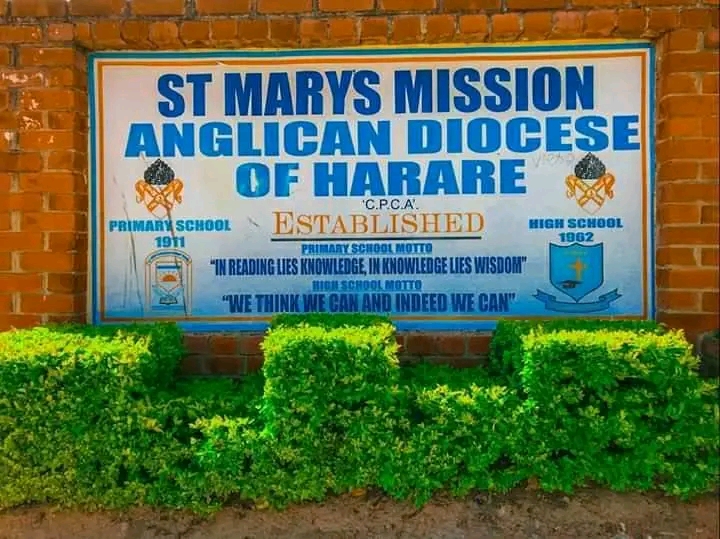 ST MARY'S MISSION
ANGLICAN DIOCESE
OF HARARE
'C.P.C.A'.
ESTABLISHED
PRIMARY SCHOOL
1911
HIGH SCHOOL
1962
PRIMARY SCHOOL MOTTO
"IN READING LIES KNOWLEDGE, IN KNOWLEDGE LIES WISDOM"
HIGH SCHOOL MOTTO
"WE THINK WE CAN AND INDEED WE CAN"